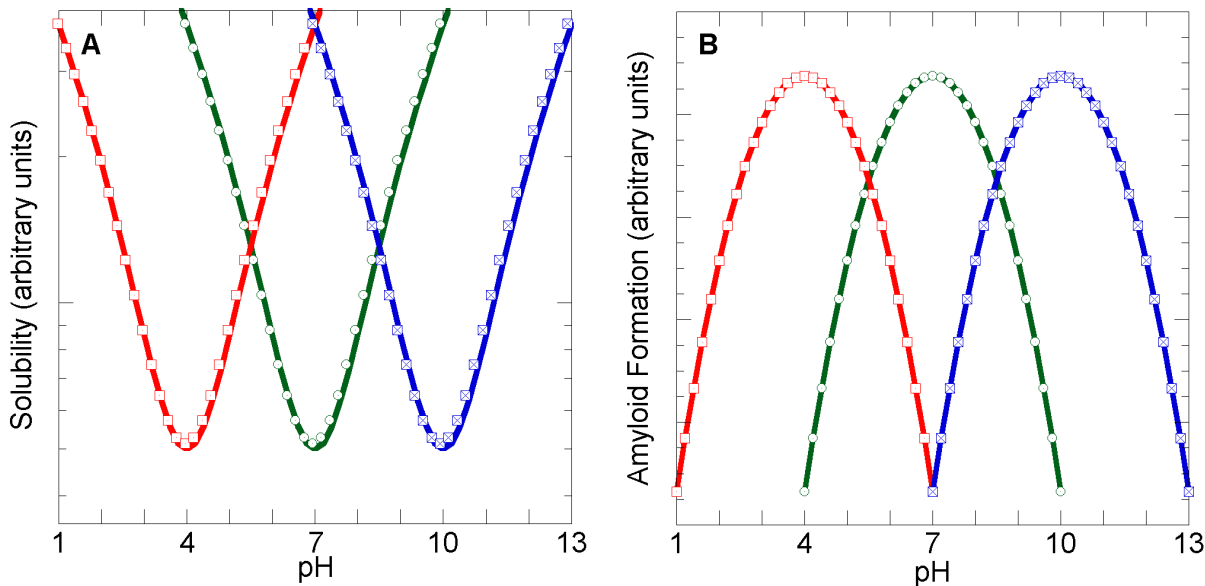 A
Solubility (arbitrary units)
1 4 7 10 13
pH
B
Amyloid Formation (arbitrary units)
1 4 7 10 13
pH